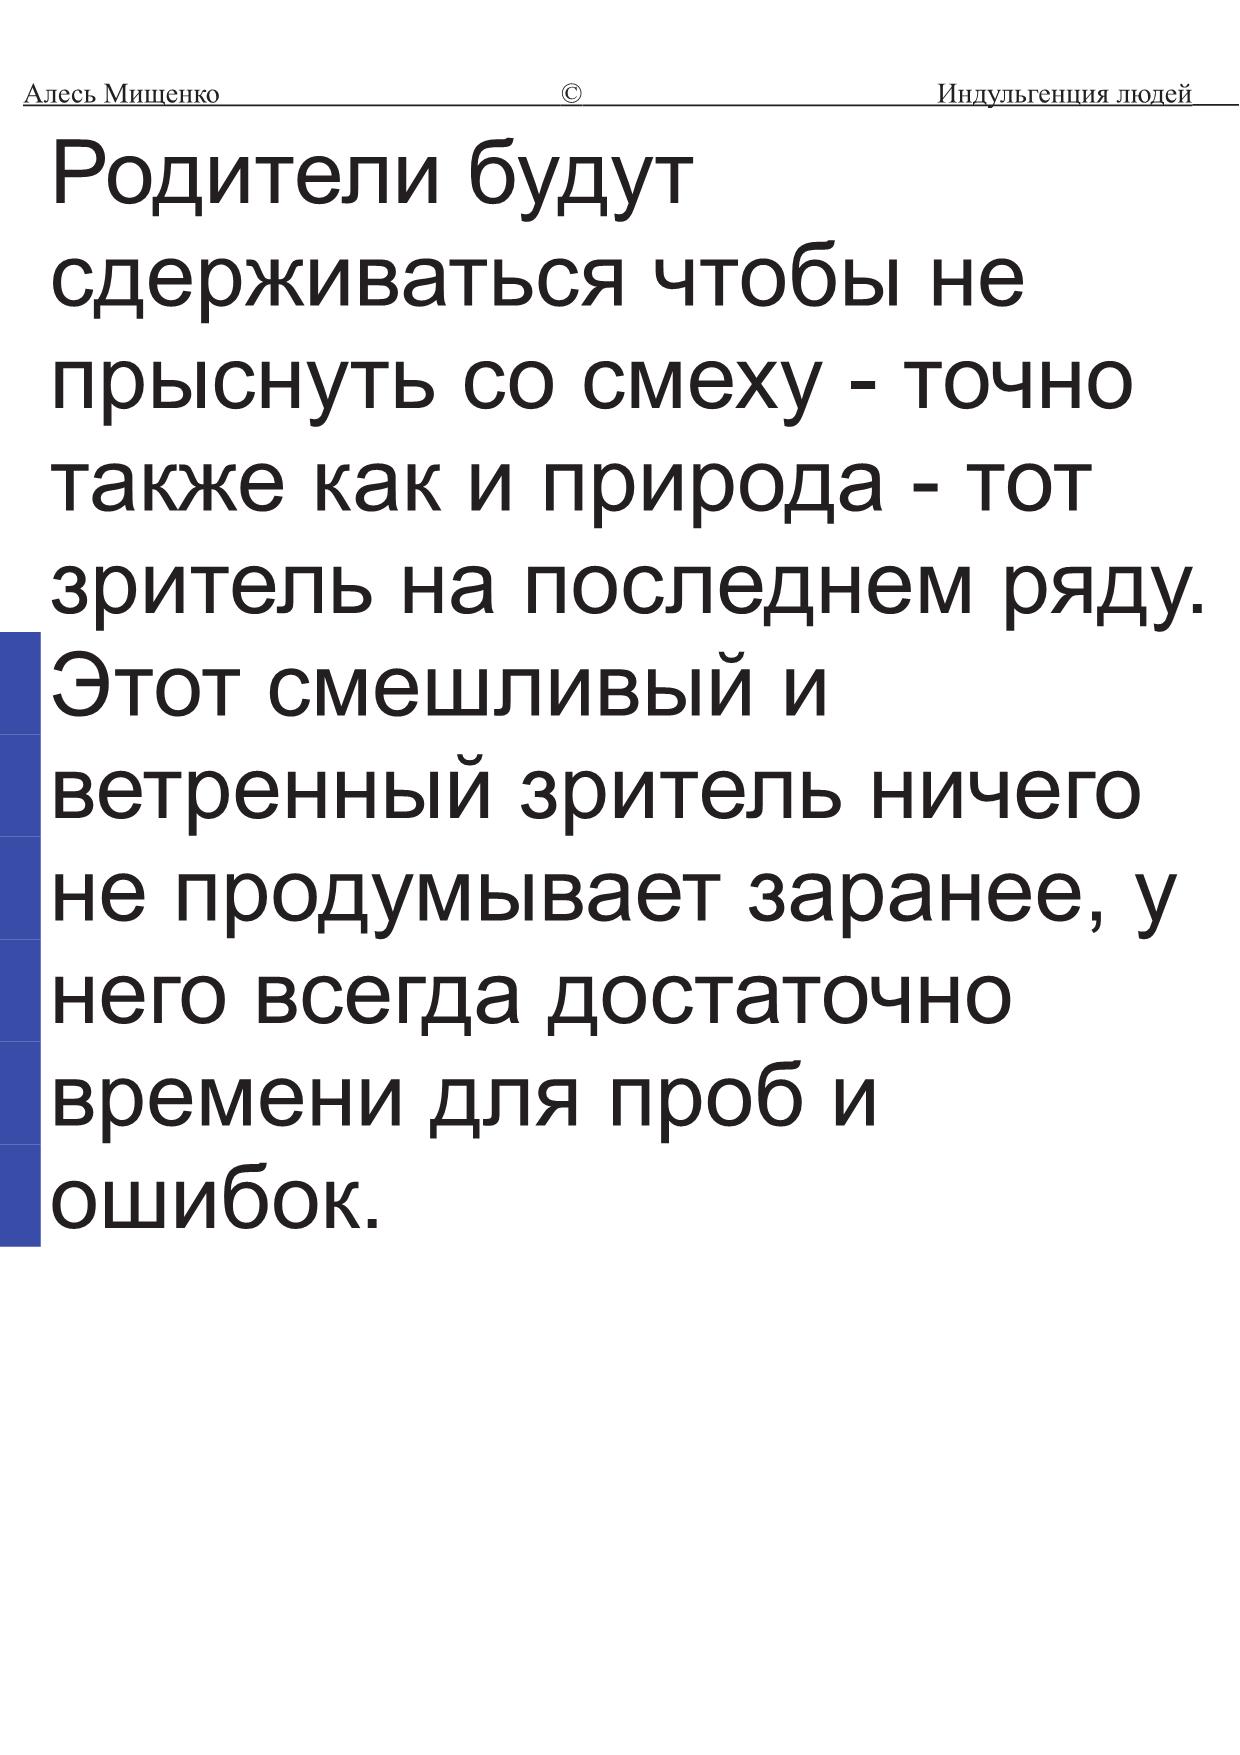 Алесь Мищенко © Индульгенция людей
Родители будут
сдерживаться чтобы не
прыснуть со смеху - точно
также как и природа - тот
зритель на последнем ряду.
Этот смешливый и
ветренный зритель ничего
не продумывает заранее, у
него всегда достаточно
времени для проб и
ошибок.